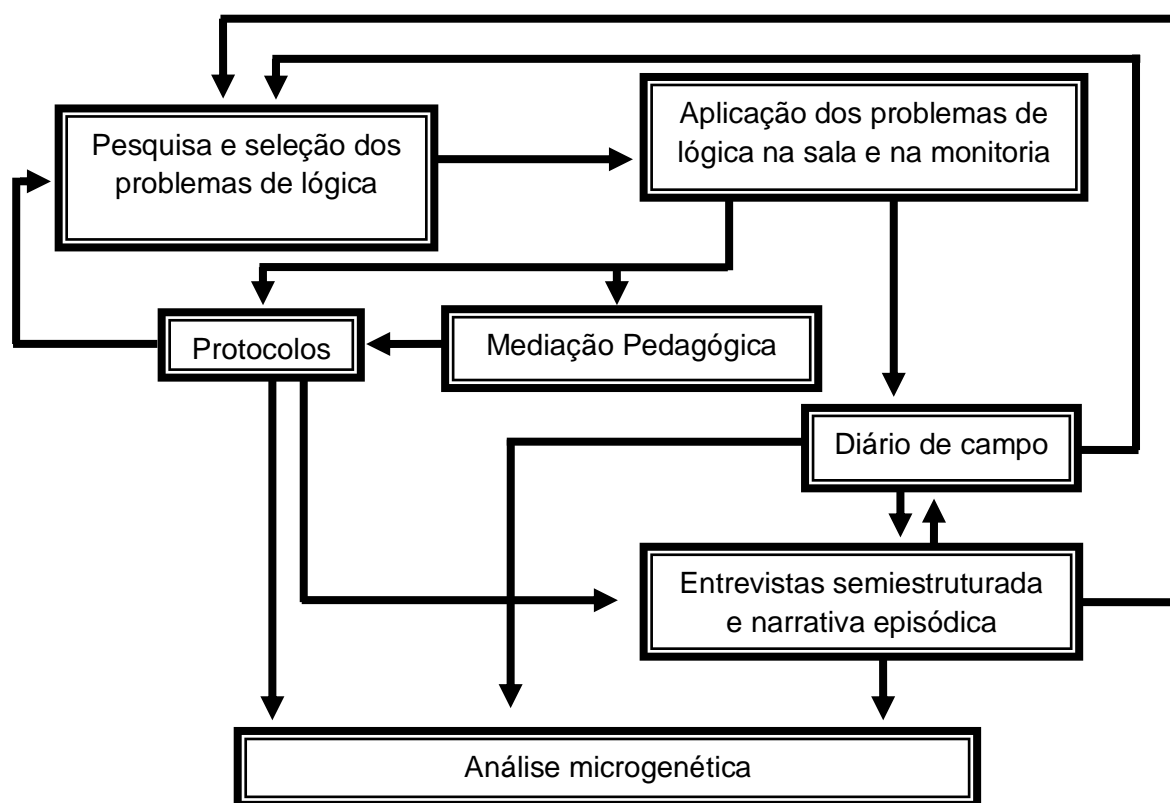 Pesquisa e seleção dos
problemas de lógica
Aplicação dos problemas de
lógica na sala e na monitoria
Protocolos
Mediação Pedagógica
Diário de campo
Entrevistas semiestruturada
e narrativa episódica
Análise microgenética